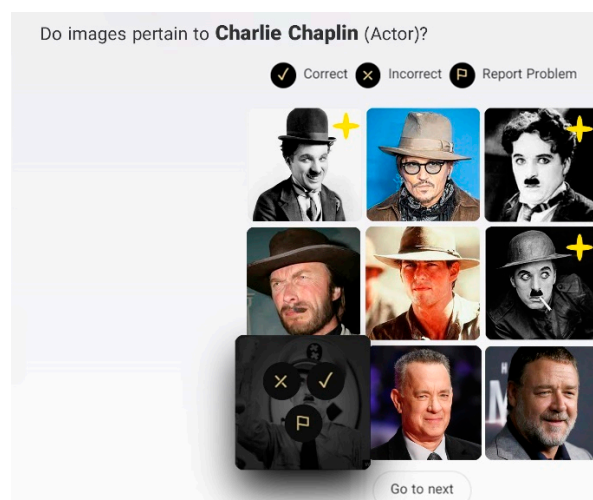 Do images pertain to Charlie Chaplin (Actor)?
Correct Incorrect Report Problem
Go to next